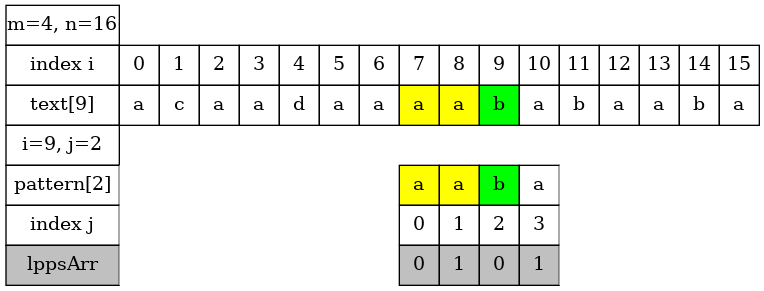 m=4, n=16
index i 0 1 2 3 4 5 6 7 8 9 10 11 12 13 14 15
text[9] a c a a d a a a a b a b a a b a
i=9, j=2
pattern[2] a a b a
index j 0 1 2 3
lppsArr 0 1 0 1